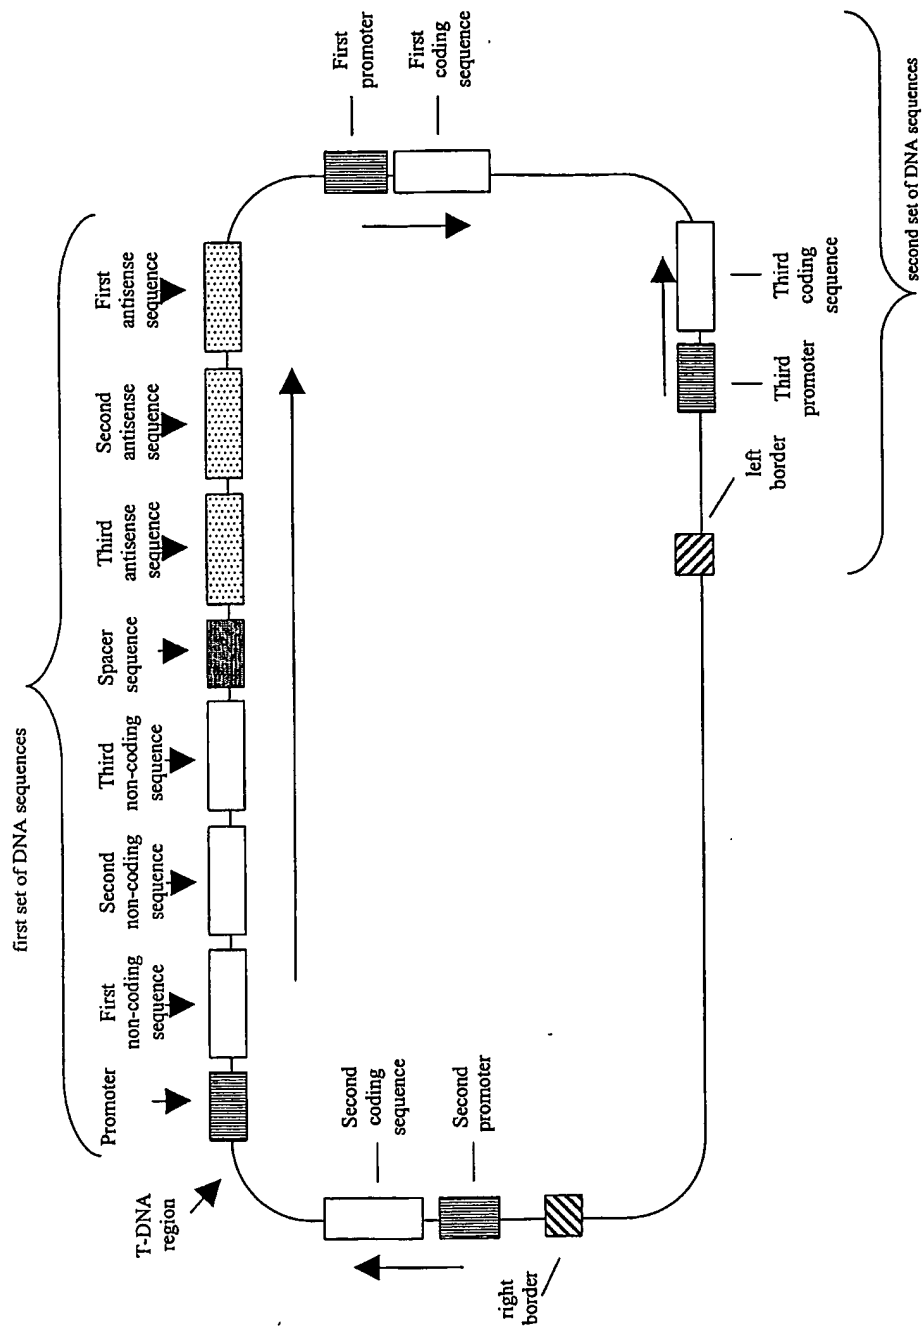 first set of DNA sequences
Promoter
First
non-coding
sequence
Second
non-coding
sequence
Third
non-coding
sequence
Spacer
sequence
Third
antisense
sequence
Second
antisense
sequence
First
antisense
sequence
T-DNA
region
First
promoter
First
coding
sequence
Second
coding
sequence
Second
promoter
right
border
left
border
Third
promoter
Third
coding
sequence
second set of DNA sequences